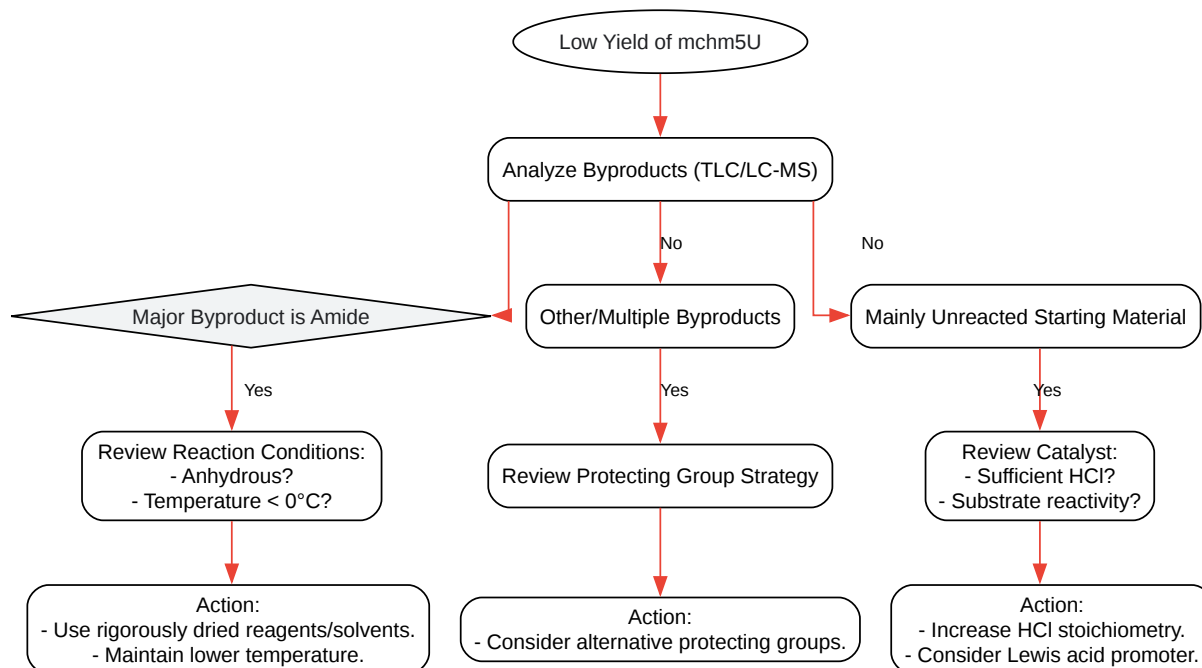 Low Yield of mchm5U
Analyze Byproducts (TLC/LC-MS)
No
No
Major Byproduct is Amide
Other/Multiple Byproducts
Mainly Unreacted Starting Material
Yes
Yes
Yes
Review Reaction Conditions:
- Anhydrous?
- Temperature < 0°C?
Review Protecting Group Strategy
Review Catalyst:
- Sufficient HCl?
- Substrate reactivity?
Action:
- Use rigorously dried reagents/solvents.
- Maintain lower temperature.
Action:
- Consider alternative protecting groups.
Action:
- Increase HCl stoichiometry.
- Consider Lewis acid promoter.